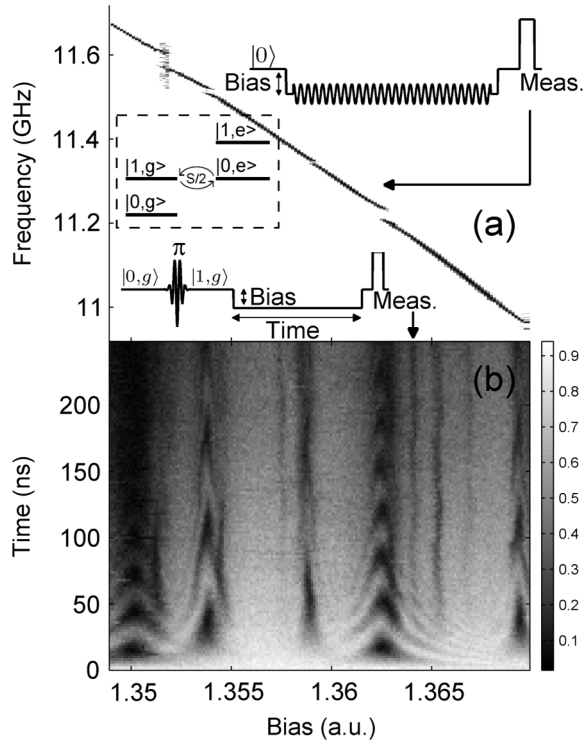 11.6
|0⟩
Bias
Meas.
Frequency (GHz)
11.4
|1,e>
|1,g>
S/2
|0,e>
|0,g>
11.2
(a)
π
|0,g⟩
|1,g⟩
Bias
Meas.
11
Time
(b)
Time (ns)
200
150
100
50
0
0.9
0.8
0.7
0.6
0.5
0.4
0.3
0.2
0.1
1.35
1.355
1.36
1.365
Bias (a.u.)